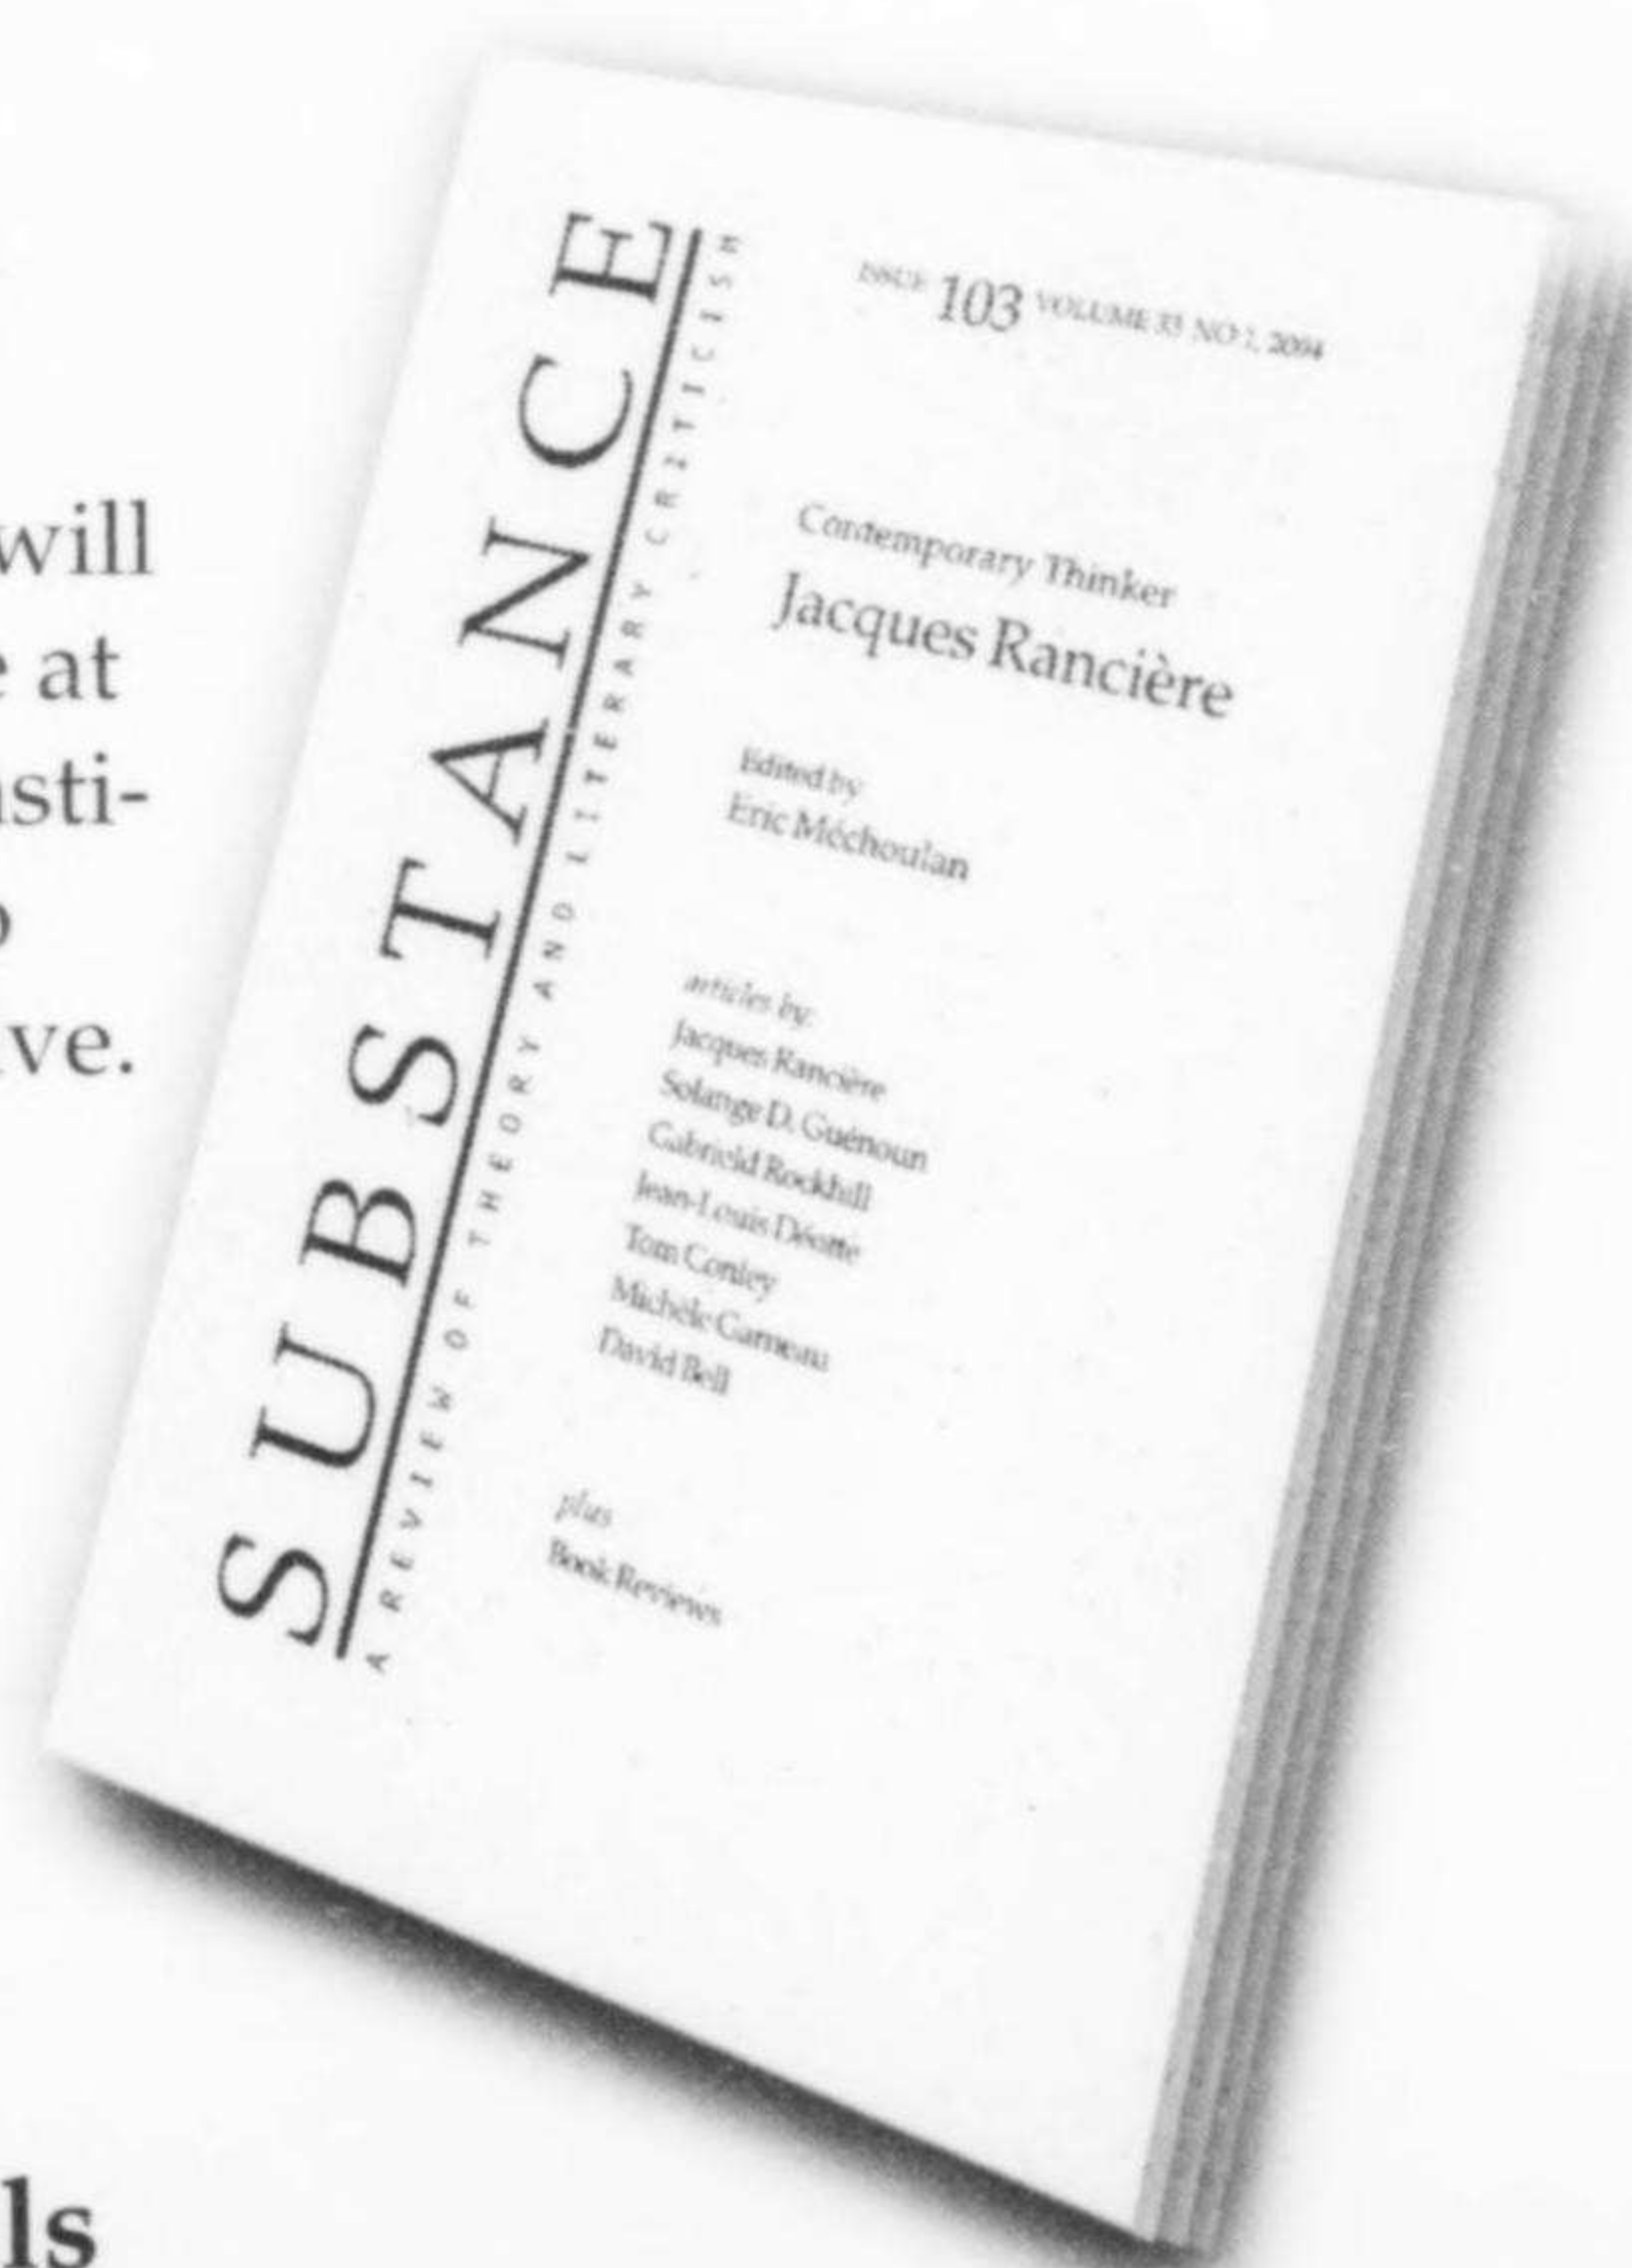 will
at
ve.
ls
SUBSTANCE
A REVIEW OF THEORY AND LITERARY CRITICISM
ISSUE 103 VOLUME 33 NO 1, 2004
Contemporary Thinker
Jacques Rancière
Edited by
Eric Méchoulan
articles by:
Jacques Rancière
Solange D. Guénoun
Gabrield Rockhill
Jean-Louis Déotte
Tom Conley
Michèle Garneau
David Bell
plus
Book Reviews